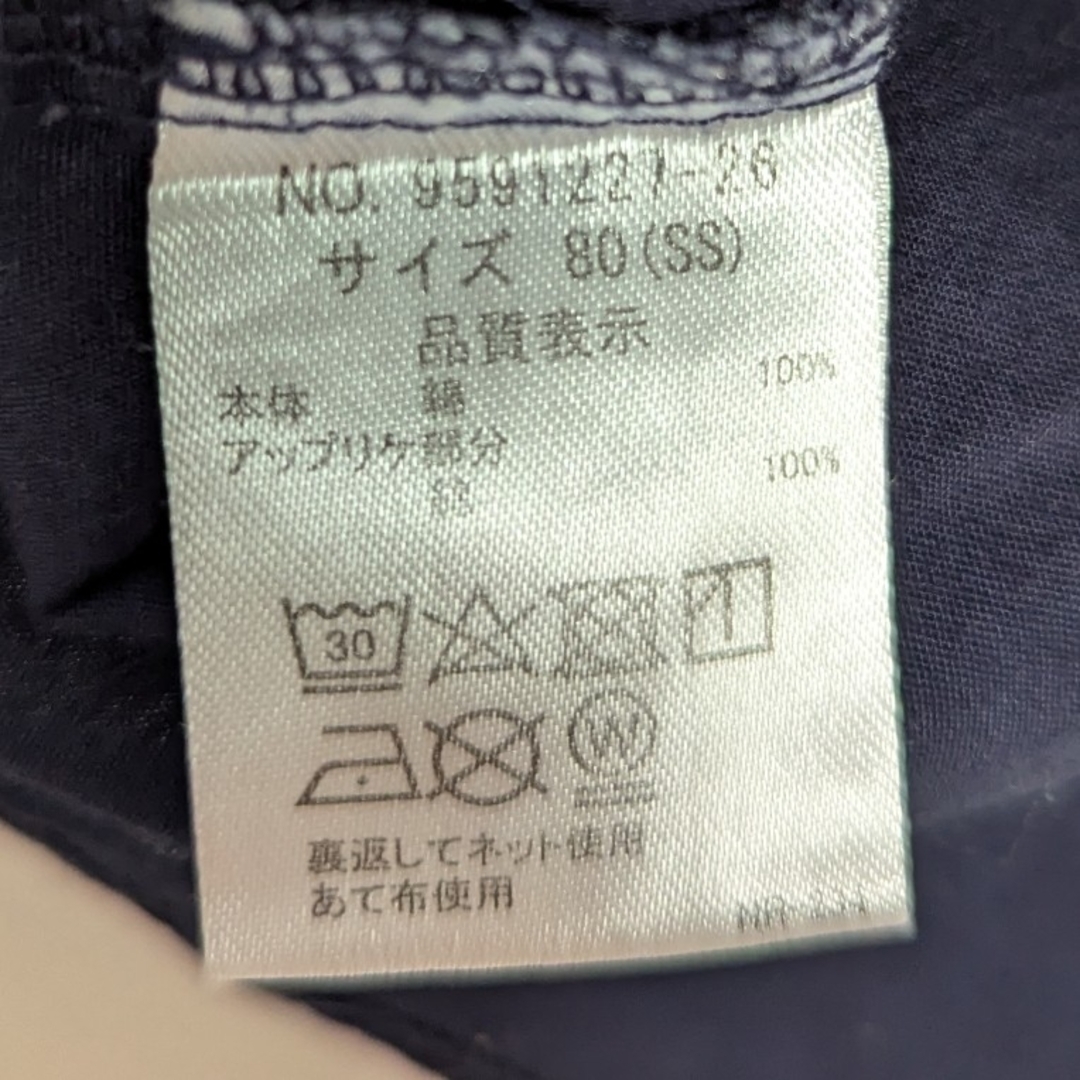 NO. 9591227-26
サイズ 80(SS)
品質表示
本体 綿 100%
アップリケ部分
綿 100%
30
W
裏返してネット使用
あて布使用